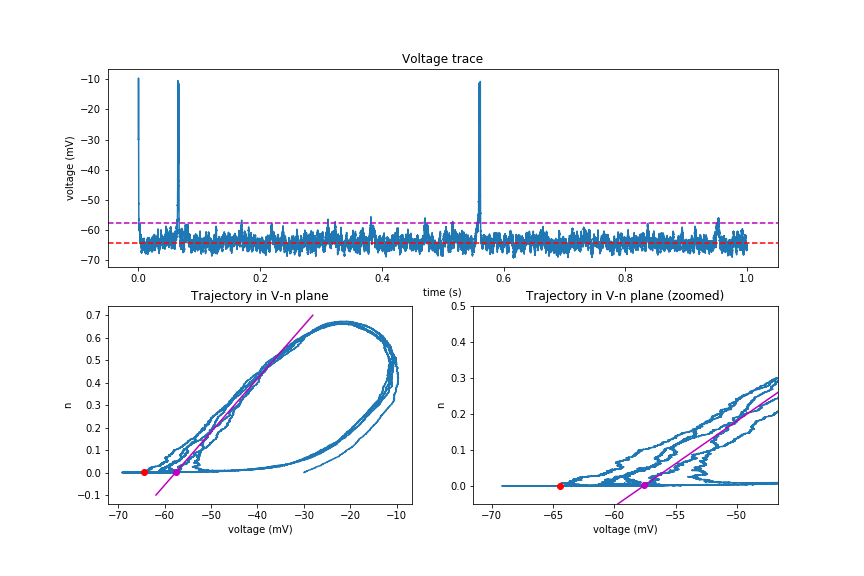 Voltage trace
voltage (mV)
−10
−20
−30
−40
−50
−60
−70
0.0 0.2 0.4 0.6 0.8 1.0
time (s)
Trajectory in V-n plane
n
0.7
0.6
0.5
0.4
0.3
0.2
0.1
0.0
−0.1
−70 −60 −50 −40 −30 −20 −10
voltage (mV)
Trajectory in V-n plane (zoomed)
n
0.5
0.4
0.3
0.2
0.1
0.0
−70 −65 −60 −55 −50
voltage (mV)